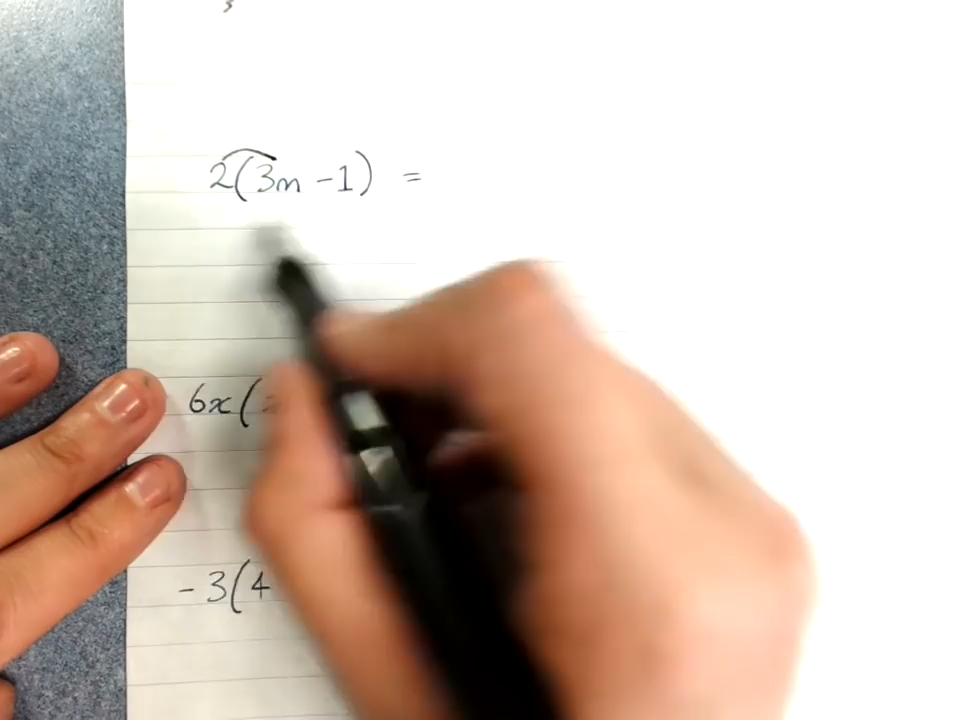 2(3m -1) =
6x(
-3(4